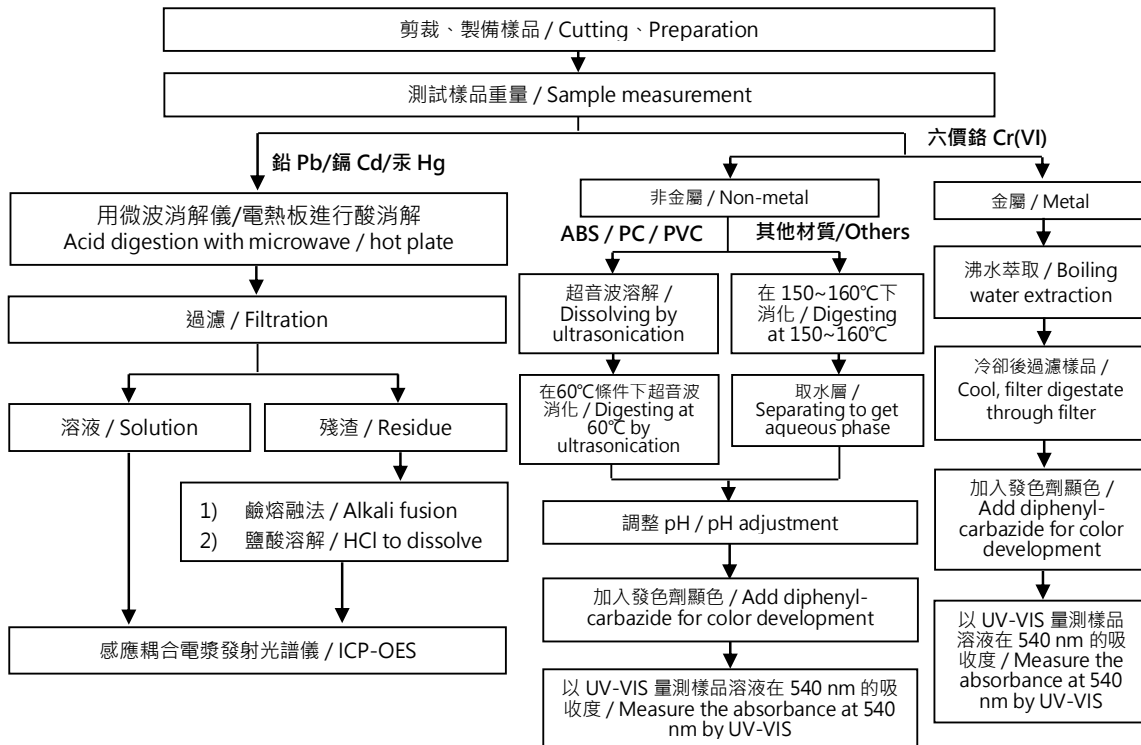 剪裁、製備樣品 / Cutting、Preparation
測試樣品重量 / Sample measurement
鉛 Pb/鎘 Cd/汞 Hg
六價鉻 Cr(VI)
用微波消解儀/電熱板進行酸消解
Acid digestion with microwave / hot plate
過濾 / Filtration
溶液 / Solution
殘渣 / Residue
1) 鹼熔融法 / Alkali fusion
2) 鹽酸溶解 / HCl to dissolve
感應耦合電漿發射光譜儀 / ICP-OES
非金屬 / Non-metal
ABS / PC / PVC
其他材質/Others
超音波溶解 /
Dissolving by
ultrasonication
在60℃條件下超音波
消化 / Digesting at
60℃ by
ultrasonication
在 150~160℃下
消化 / Digesting
at 150~160℃
取水層 /
Separating to get
aqueous phase
調整 pH / pH adjustment
加入發色劑顯色 / Add diphenyl-
carbazide for color development
以 UV-VIS 量測樣品溶液在 540 nm 的吸
收度 / Measure the absorbance at 540
nm by UV-VIS
金屬 / Metal
沸水萃取 / Boiling
water extraction
冷卻後過濾樣品 /
Cool, filter digestate
through filter
加入發色劑顯色 /
Add diphenyl-
carbazide for color
development
以 UV-VIS 量測樣品
溶液在 540 nm 的吸
收度 / Measure the
absorbance at 540
nm by UV-VIS